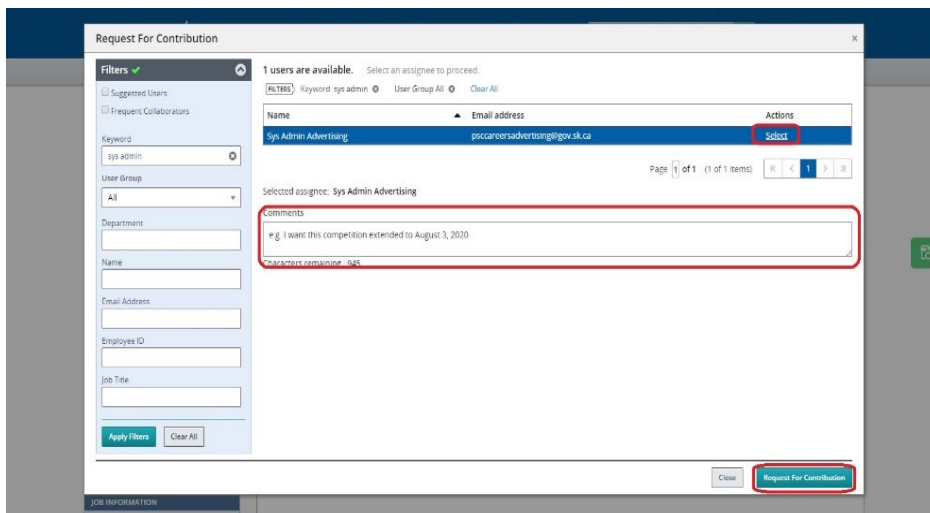 Request For Contribution
x
Filters
Suggested Users
Frequent Collaborators
Keyword
sys admin
User Group
All
Department
Name
Email Address
Employee ID
Job Title
Apply Filters
Clear All
1 users are available. Select an assignee to proceed.
FILTERS Keyword: sys admin User Group All Clear All
Name Email address Actions
Sys Admin Advertising psccareersadvertising@gov.sk.ca Select
Page 1 of 1 (1 of 1 Items) K < 1 > X
Selected assignee: Sys Admin Advertising
Comments
e.g. I want this competition extended to August 3, 2020
Characters remaining: 945
Close Request For Contribution
JOB INFORMATION